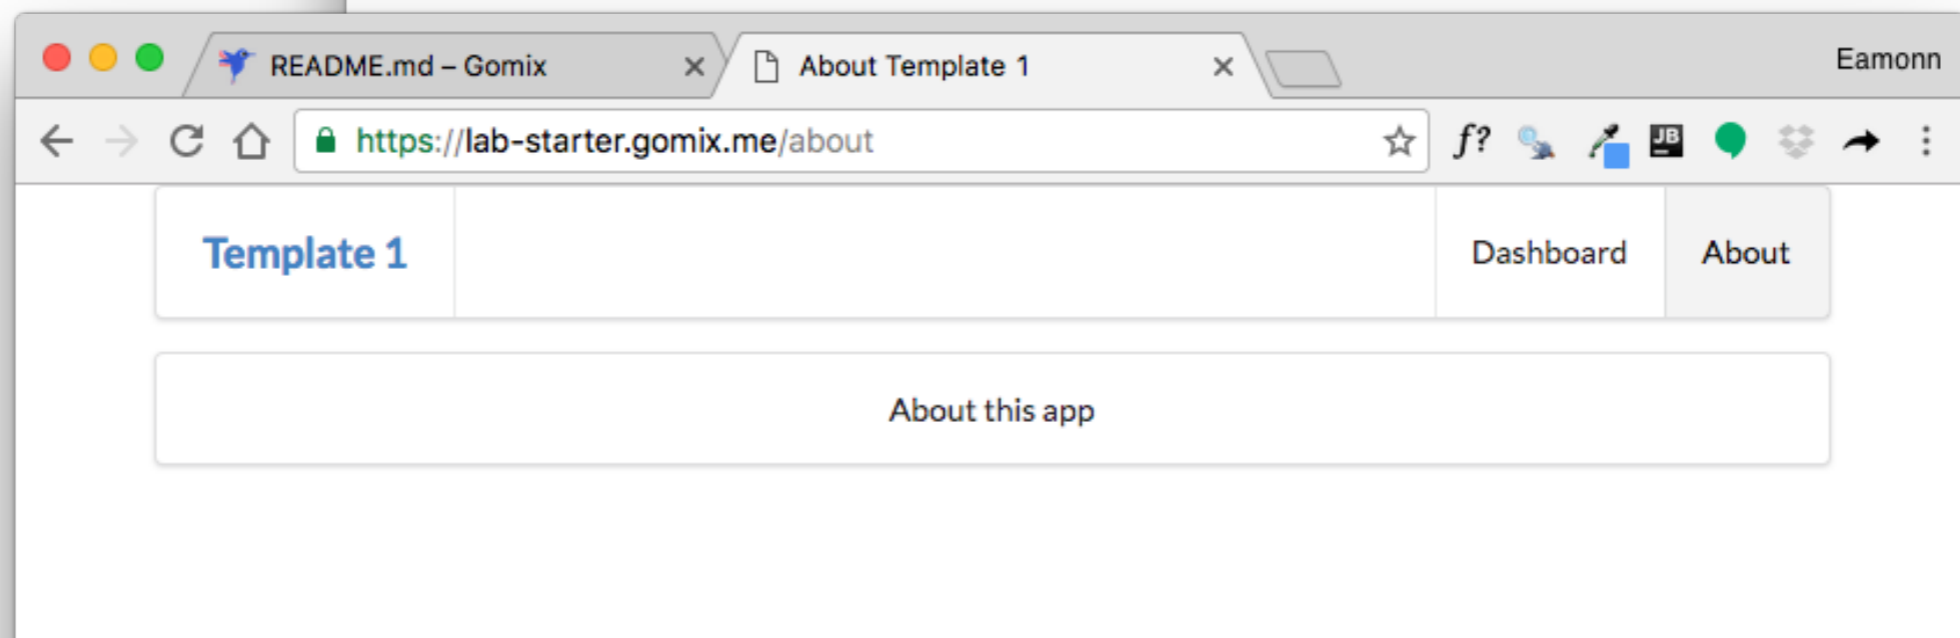 README.md – Gomix
About Template 1
Eamonn
https://lab-starter.gomix.me/about
f?
JB
Template 1
Dashboard
About
About this app